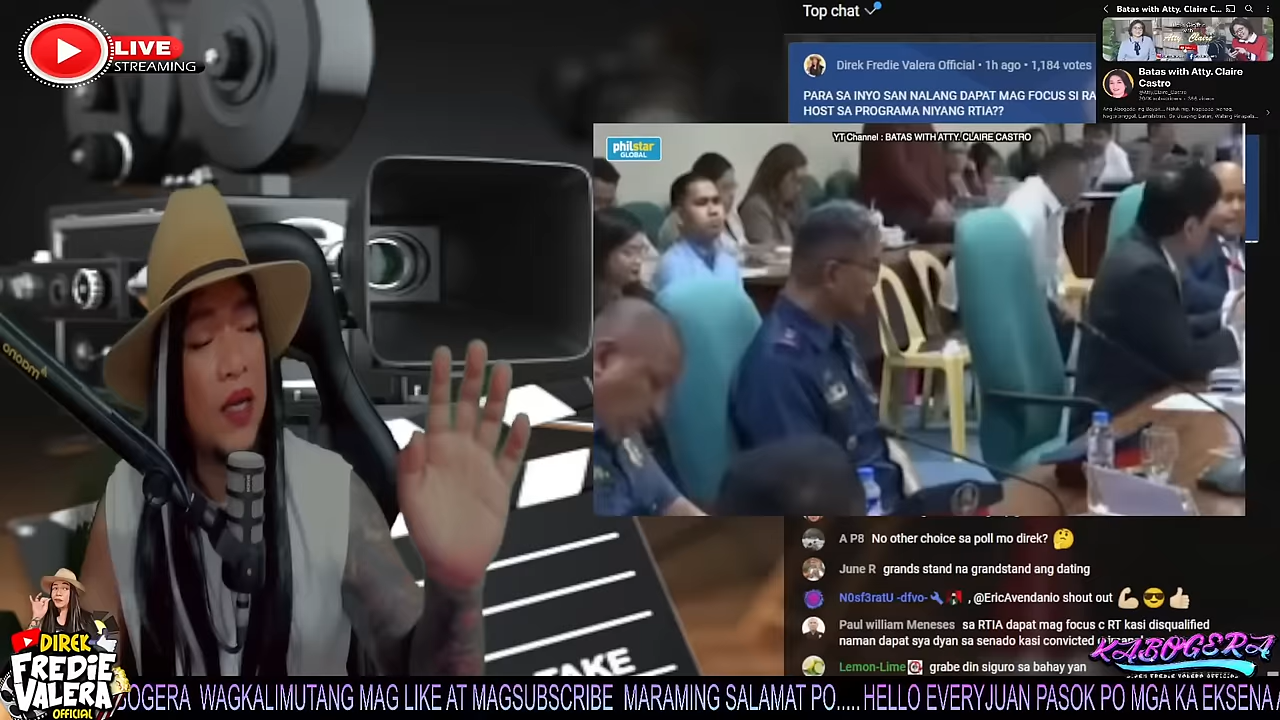 LIVE
STREAMING
Top chat
Direk Fredie Valera Official • 1h ago • 1,184 votes
PARA SA INYO SAN NALANG DAPAT MAG FOCUS SI RA
HOST SA PROGRAMA NIYANG RTIA??
Batas with Atty. Claire C...
Batas with Atty. Claire
Castro
philstar
GLOBAL
YT Channel : BATAS WITH ATTY. CLAIRE CASTRO
maono
A P8 No other choice sa poll mo direk? 🤔
June R grands stand na grandstand ang dating
N0sf3ratU -dfvo- , @EricAvendanio shout out 💪 😎 👍
Paul william Meneses sa RTIA dapat mag focus c RT kasi disqualified
naman dapat sya dyan sa senado kasi convicted
Lemon-Lime grabe din siguro sa bahay yan
KABOGERA
DIREK FREDIE VALERA OFFICIAL
DIREK
FREDIE
VALERA
OFFICIAL
TAKE
BOGERA WAGKALIMUTANG MAG LIKE AT MAGSUBSCRIBE MARAMING SALAMAT PO.....HELLO EVERYJUAN PASOK PO MGA KA EKSENA